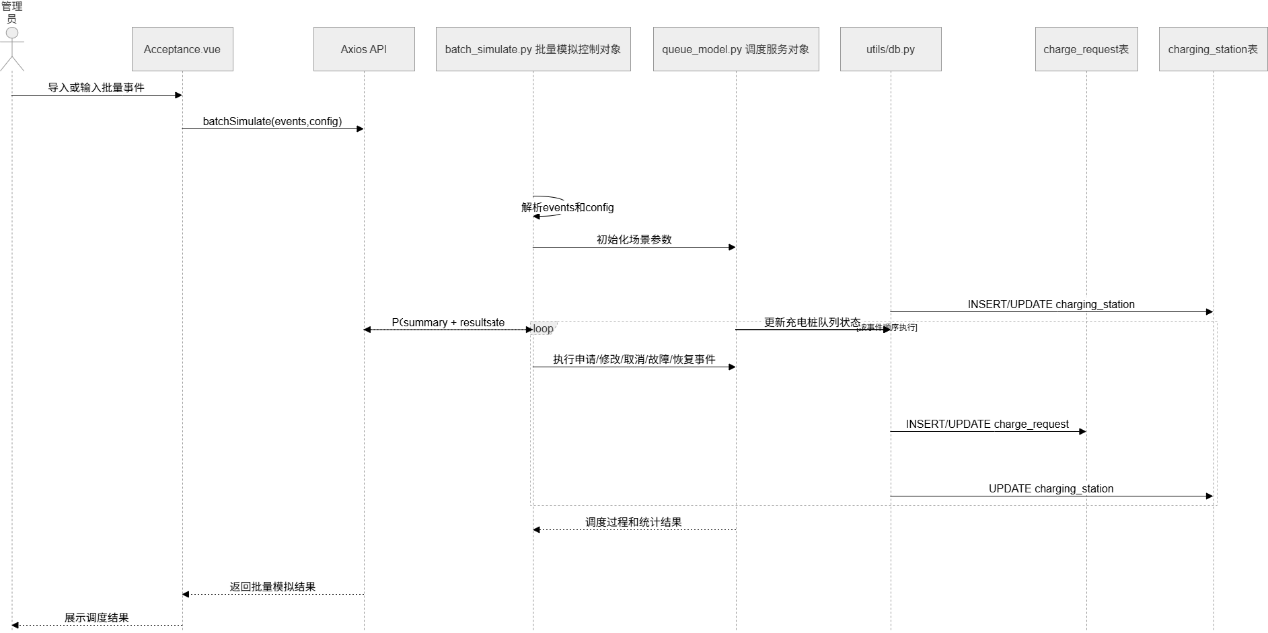 管理
员
Acceptance.vue
Axios API
batch_simulate.py 批量模拟控制对象
queue_model.py 调度服务对象
utils/db.py
charge_request表
charging_station表
导入或输入批量事件
batchSimulate(events,config)
解析events和config
初始化场景参数
INSERT/UPDATE charging_station
summary + results
loop
更新充电桩队列状态
执行申请/修改/取消/故障/恢复事件
INSERT/UPDATE charge_request
UPDATE charging_station
调度过程和统计结果
返回批量模拟结果
展示调度结果